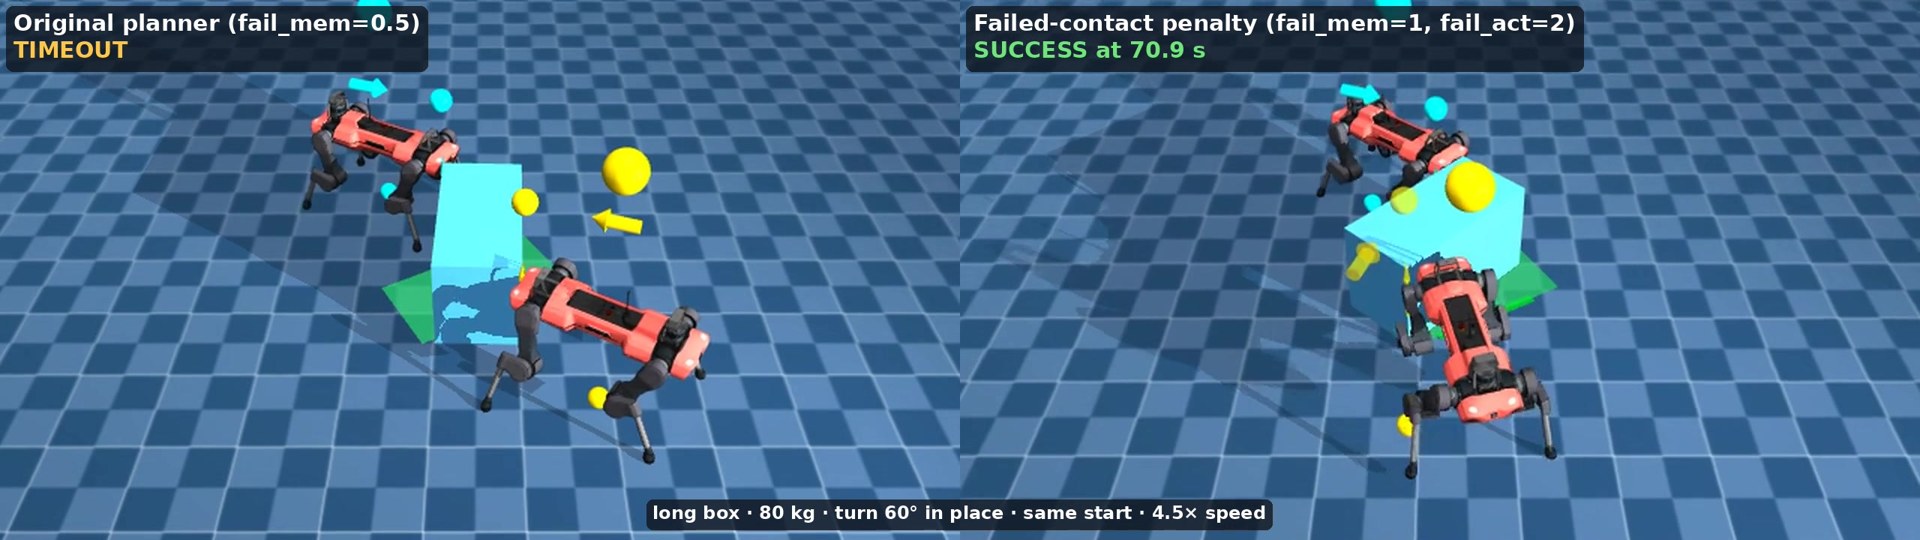 Original planner (fail_mem=0.5)
TIMEOUT
Failed-contact penalty (fail_mem=1, fail_act=2)
SUCCESS at 70.9 s
long box · 80 kg · turn 60° in place · same start · 4.5× speed